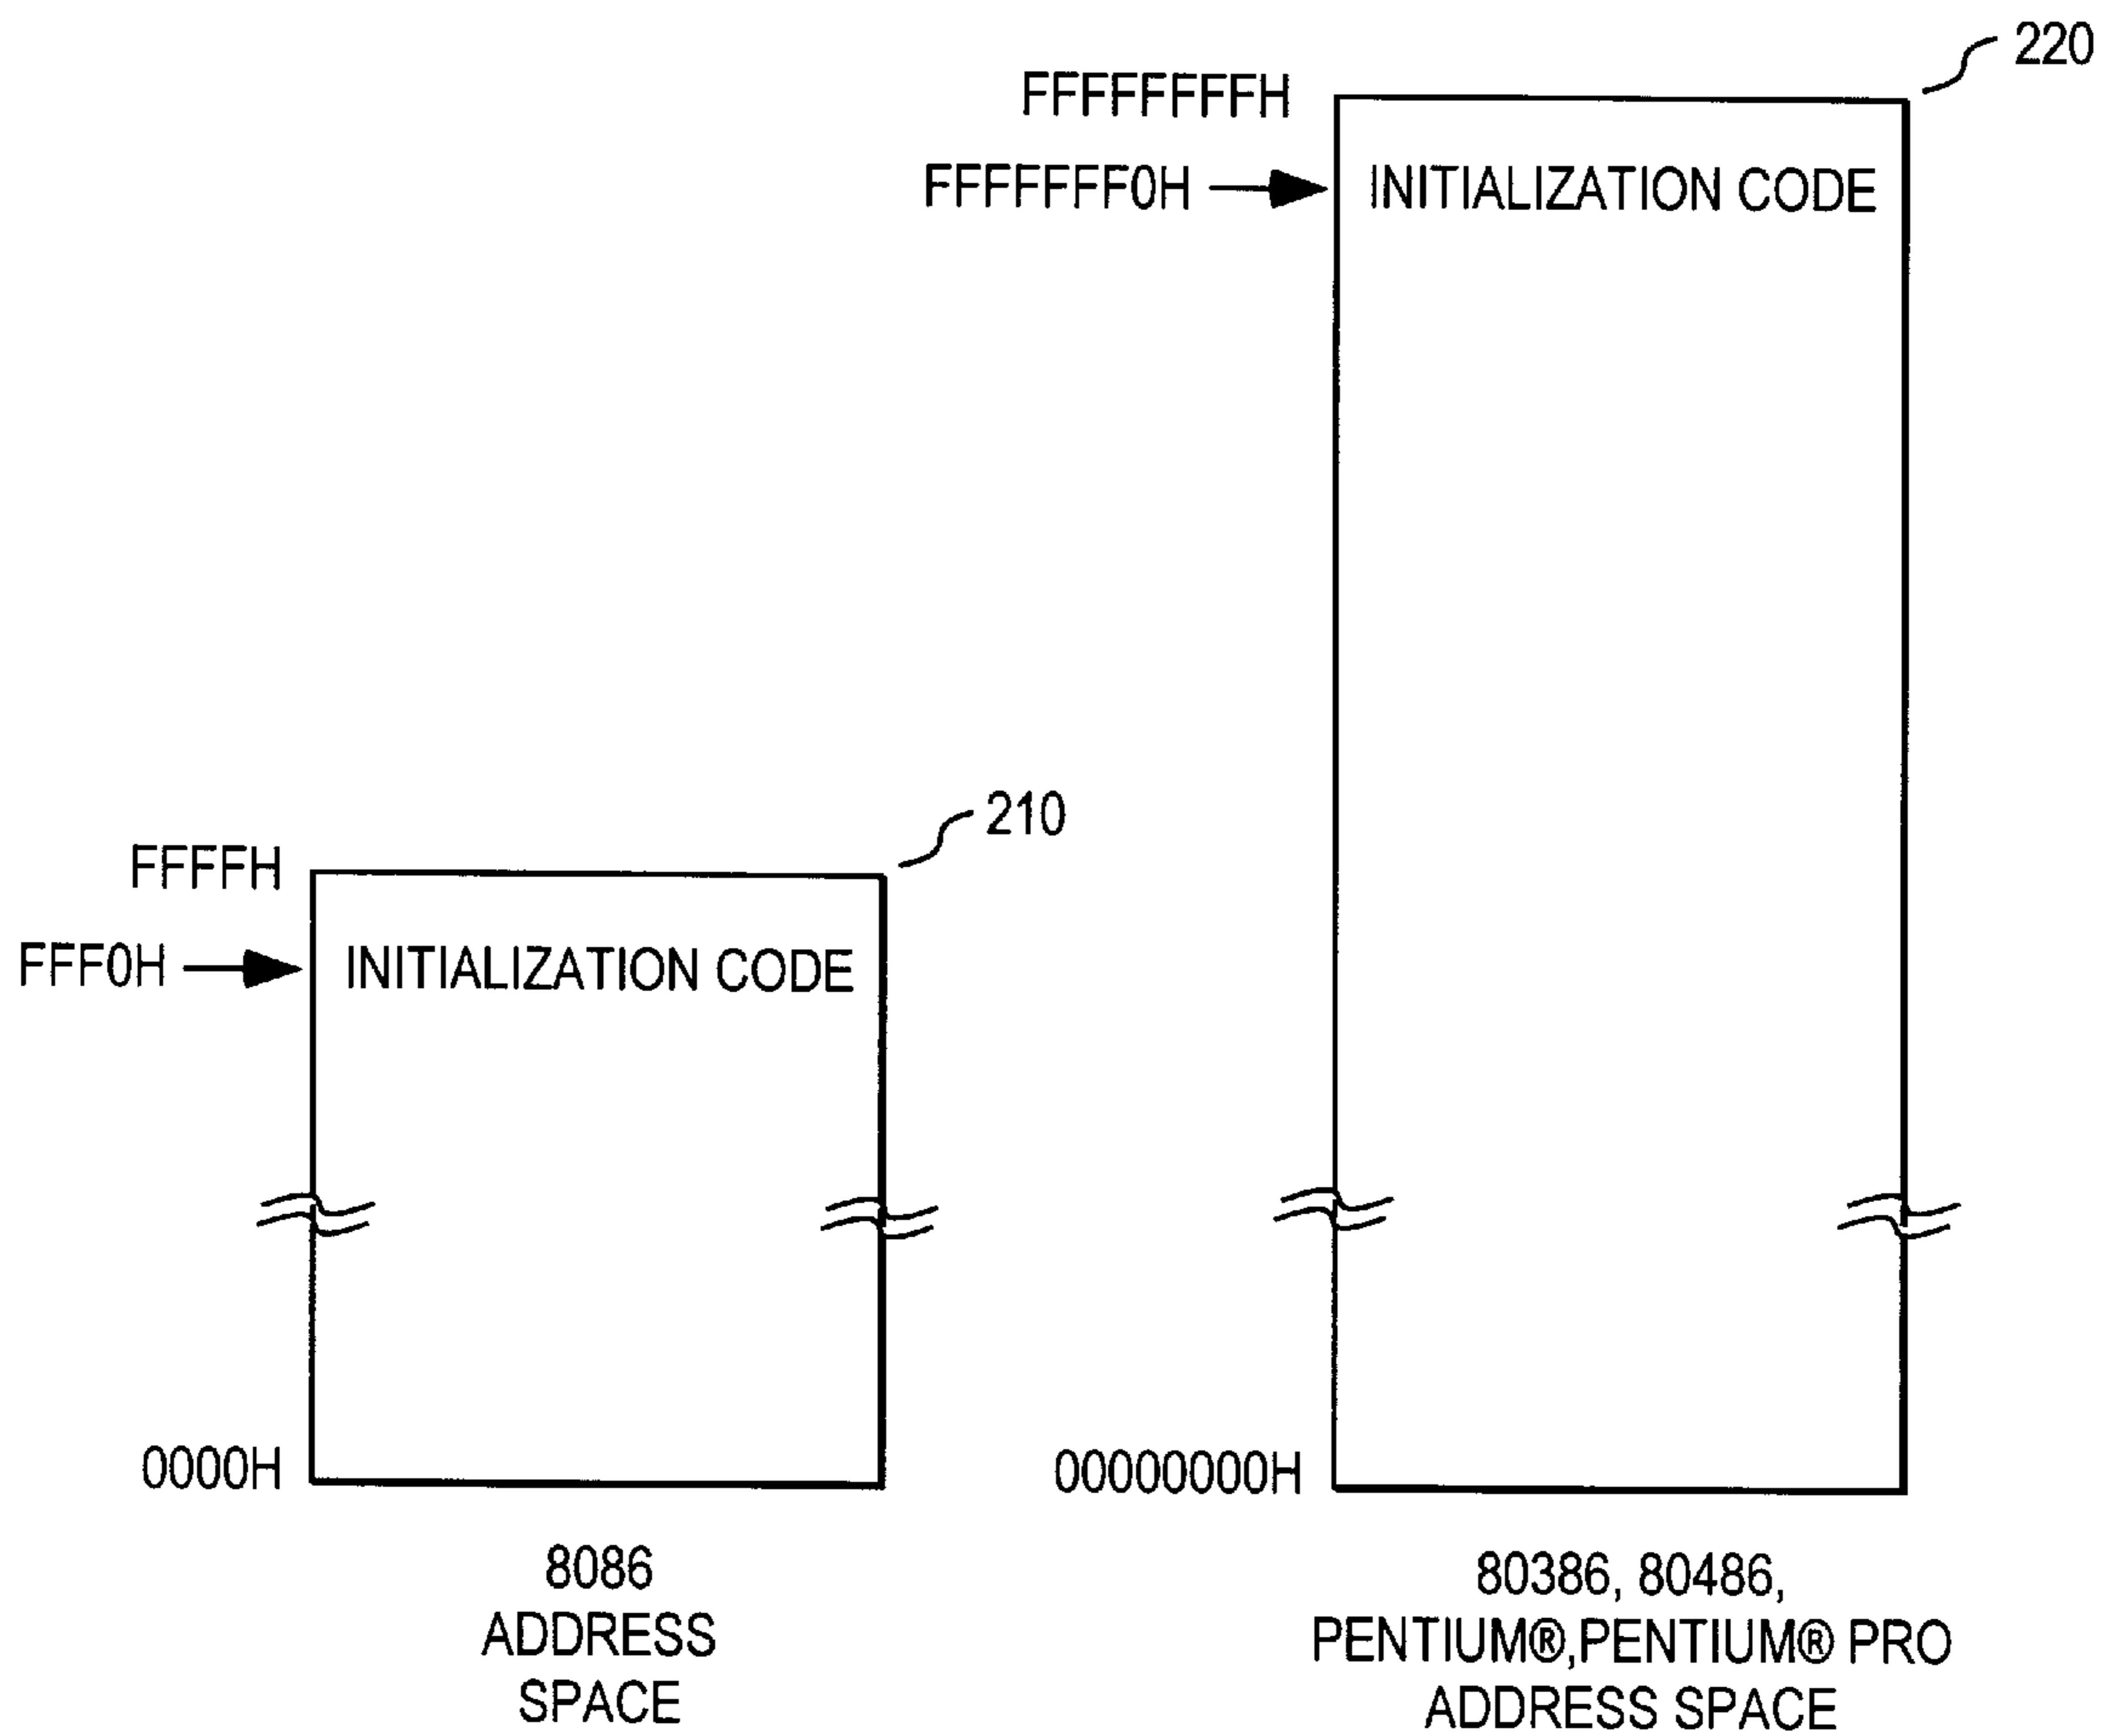 220
FFFFFFFFH
FFFFFFF0H
INITIALIZATION CODE
210
FFFFH
FFF0H
INITIALIZATION CODE
0000H
00000000H
8086
ADDRESS
SPACE
80386, 80486,
PENTIUM®,PENTIUM® PRO
ADDRESS SPACE